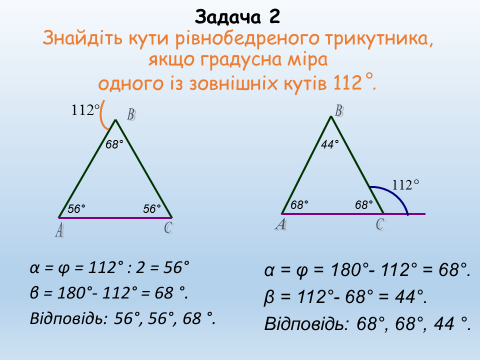 Задача 2
Знайдіть кути рівнобедреного трикутника,
якщо градусна міра
одного із зовнішніх кутів 112°.
112°
B
68°
56°
56°
A
C
B
44°
112°
68°
68°
A
C
α = φ = 112° : 2 = 56°
β = 180°- 112° = 68 °.
Відповідь: 56°, 56°, 68 °.
α = φ = 180°- 112° = 68°.
β = 112°- 68° = 44°.
Відповідь: 68°, 68°, 44 °.